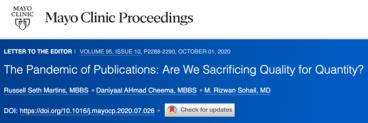 MAYO
CLINIC
Mayo Clinic Proceedings
LETTER TO THE EDITOR | VOLUME 95, ISSUE 10, P2288-2290, OCTOBER 01, 2020
The Pandemic of Publications: Are We Sacrificing Quality for Quantity?
Russell Seth Martins, MBBS • Daniyaal AHmad Cheema, MBBS • M. Rizwan Sohail, MD
DOI: https://doi.org/10.1016/j.mayocp.2020.07.026 • Check for updates